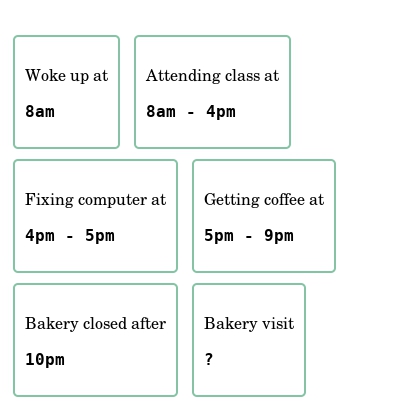 Woke up at
8am
Attending class at
8am - 4pm
Fixing computer at
4pm - 5pm
Getting coffee at
5pm - 9pm
Bakery closed after
10pm
Bakery visit
?